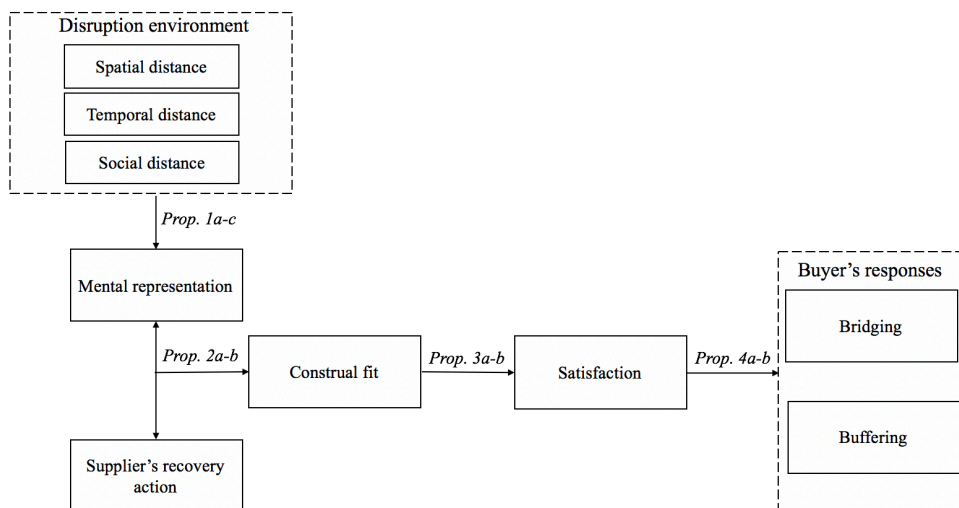 Disruption environment
Spatial distance
Temporal distance
Social distance
Prop. 1a-c
Mental representation
Prop. 2a-b
Construal fit
Prop. 3a-b
Satisfaction
Prop. 4a-b
Buyer’s responses
Bridging
Buffering
Supplier’s recovery
action